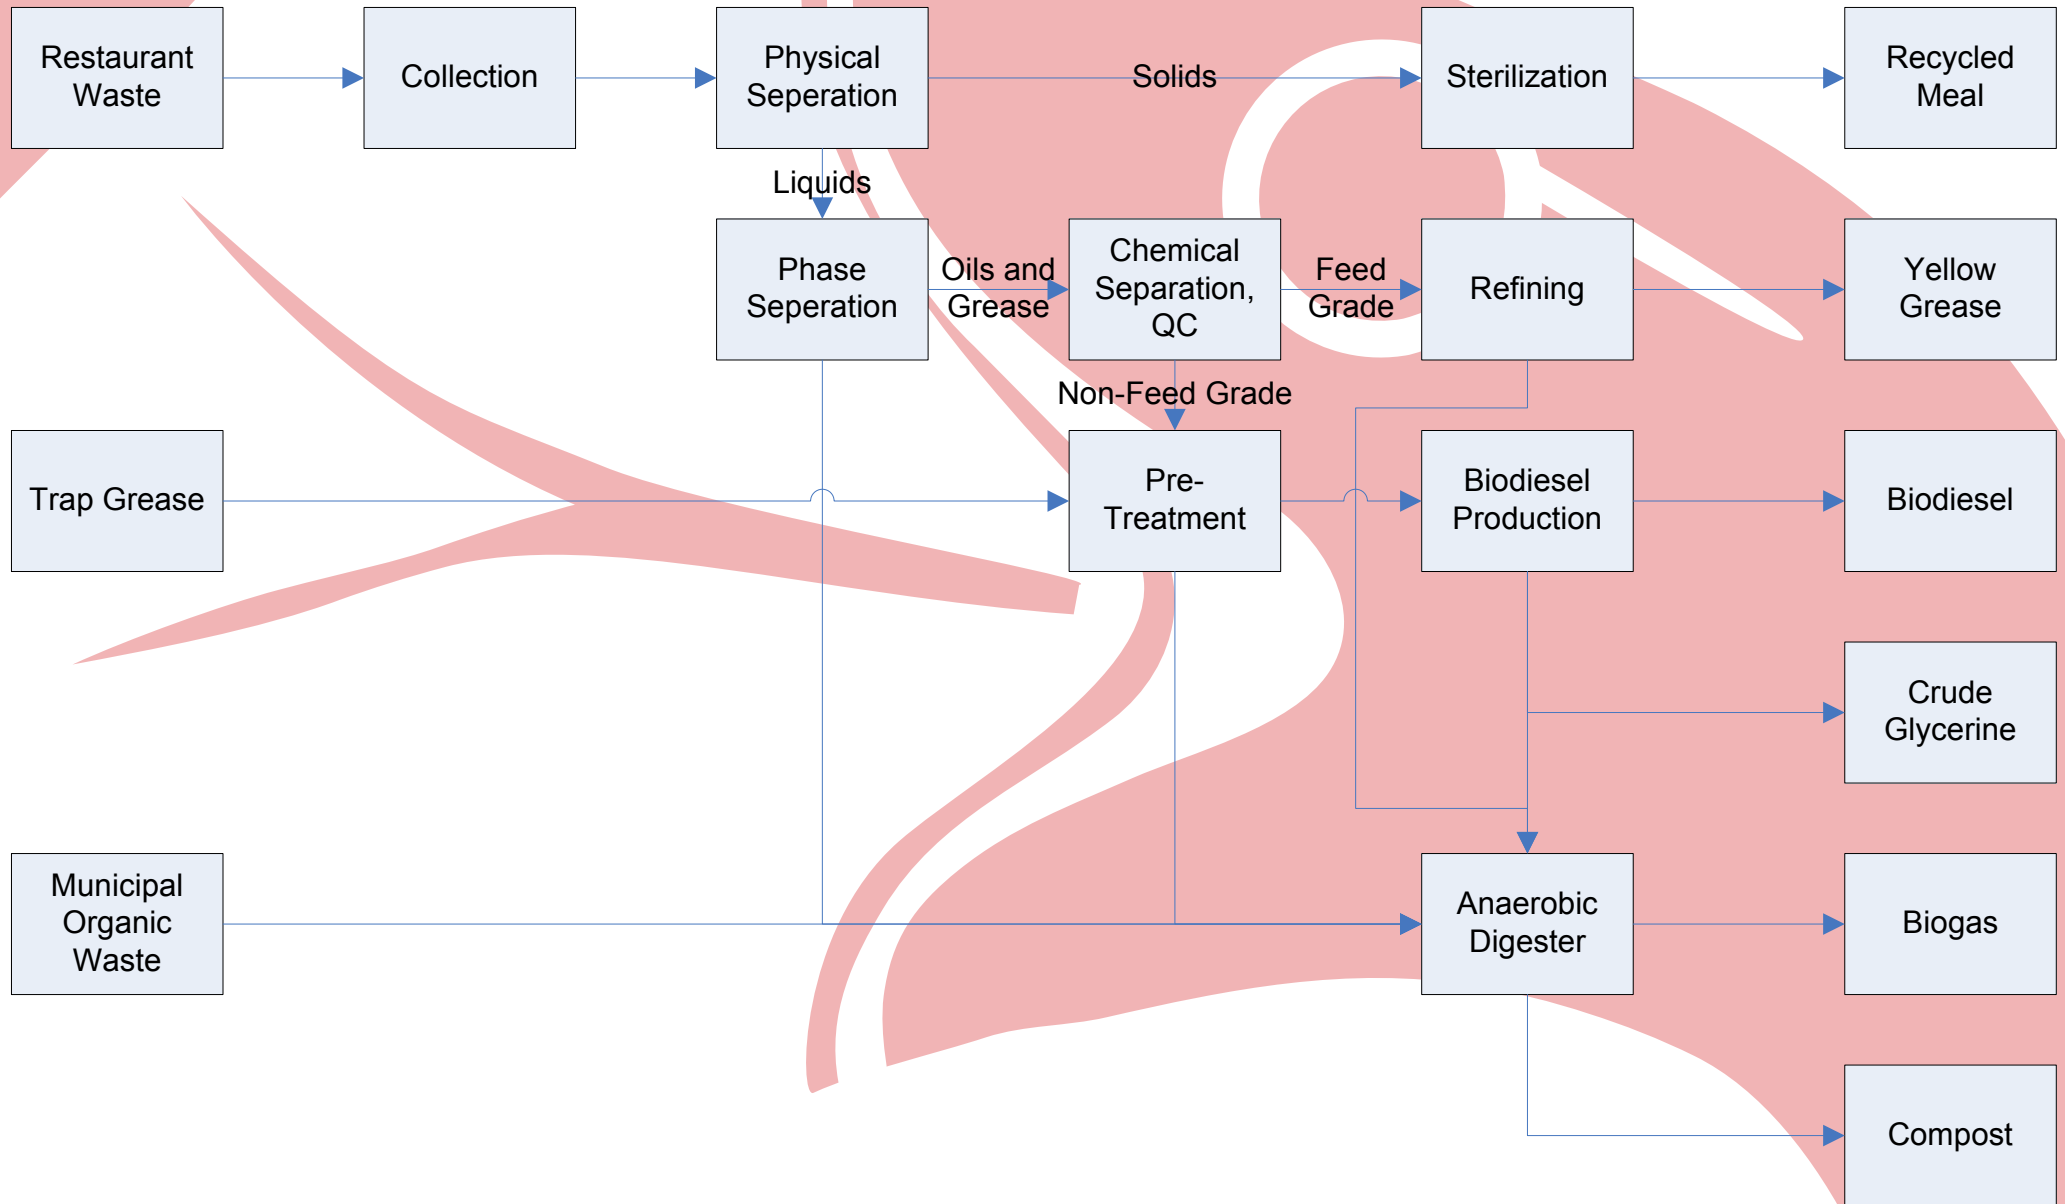 Restaurant
Waste
Collection
Physical
Seperation
Solids
Sterilization
Recycled
Meal
Liquids
Phase
Seperation
Oils and
Grease
Chemical
Separation,
QC
Feed
Grade
Refining
Yellow
Grease
Non-Feed Grade
Trap Grease
Pre-
Treatment
Biodiesel
Production
Biodiesel
Crude
Glycerine
Municipal
Organic
Waste
Anaerobic
Digester
Biogas
Compost